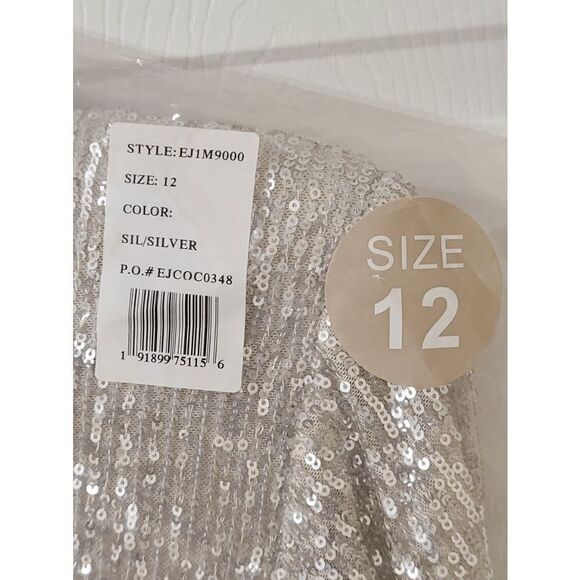 STYLE:EJ1M9000
SIZE: 12
COLOR:
SIL/SILVER
P.O.# EJCOC0348
1 91899 75115 6
SIZE
12